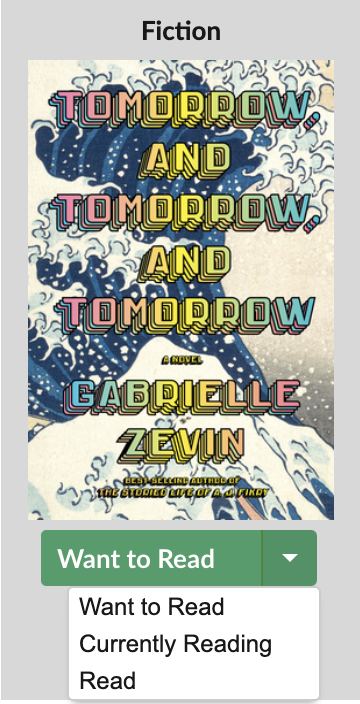 Fiction
TOMORROW,
AND
TOMORROW,
AND
TOMORROW
A NOVEL
GABRIELLE
ZEVIN
BEST-SELLING AUTHOR OF
THE STORIED LIFE OF A. J. FIKRY
Want to Read
Want to Read
Currently Reading
Read